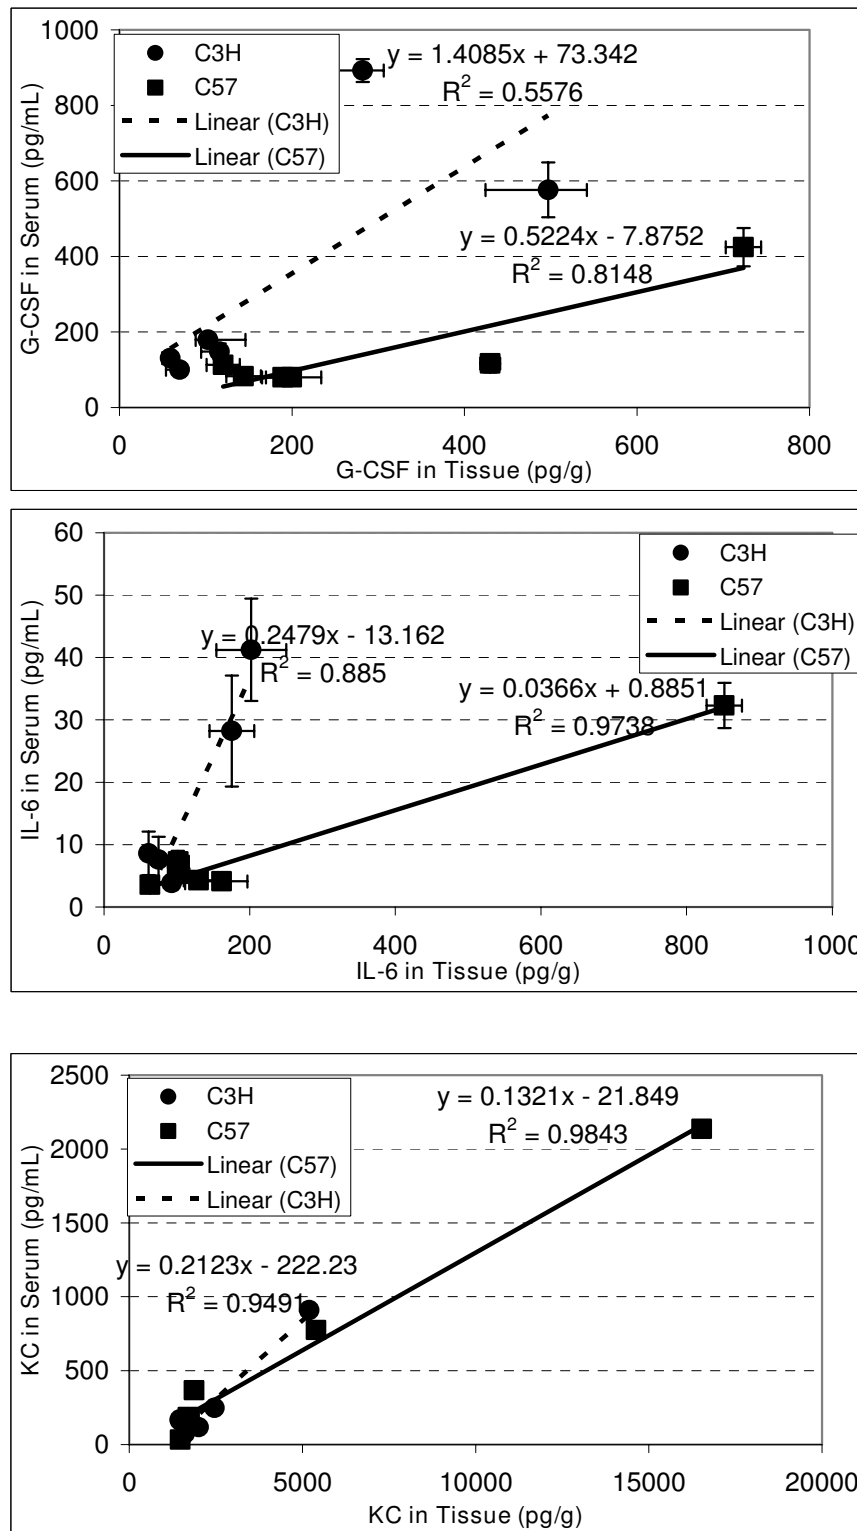 1000
800
600
400
200
0
G-CSF in Serum (pg/mL)
C3H
C57
Linear (C3H)
Linear (C57)
y = 1.4085x + 73.342
R² = 0.5576
y = 0.5224x - 7.8752
R² = 0.8148
0 200 400 600 800
G-CSF in Tissue (pg/g)
60
50
40
30
20
10
0
IL-6 in Serum (pg/mL)
C3H
C57
Linear (C3H)
Linear (C57)
y = 0.2479x - 13.162
R² = 0.885
y = 0.0366x + 0.8851
R² = 0.9738
0 200 400 600 800 1000
IL-6 in Tissue (pg/g)
2500
2000
1500
1000
500
0
KC in Serum (pg/mL)
C3H
C57
Linear (C57)
Linear (C3H)
y = 0.1321x - 21.849
R² = 0.9843
y = 0.2123x - 222.23
R² = 0.9491
0 5000 10000 15000 20000
KC in Tissue (pg/g)